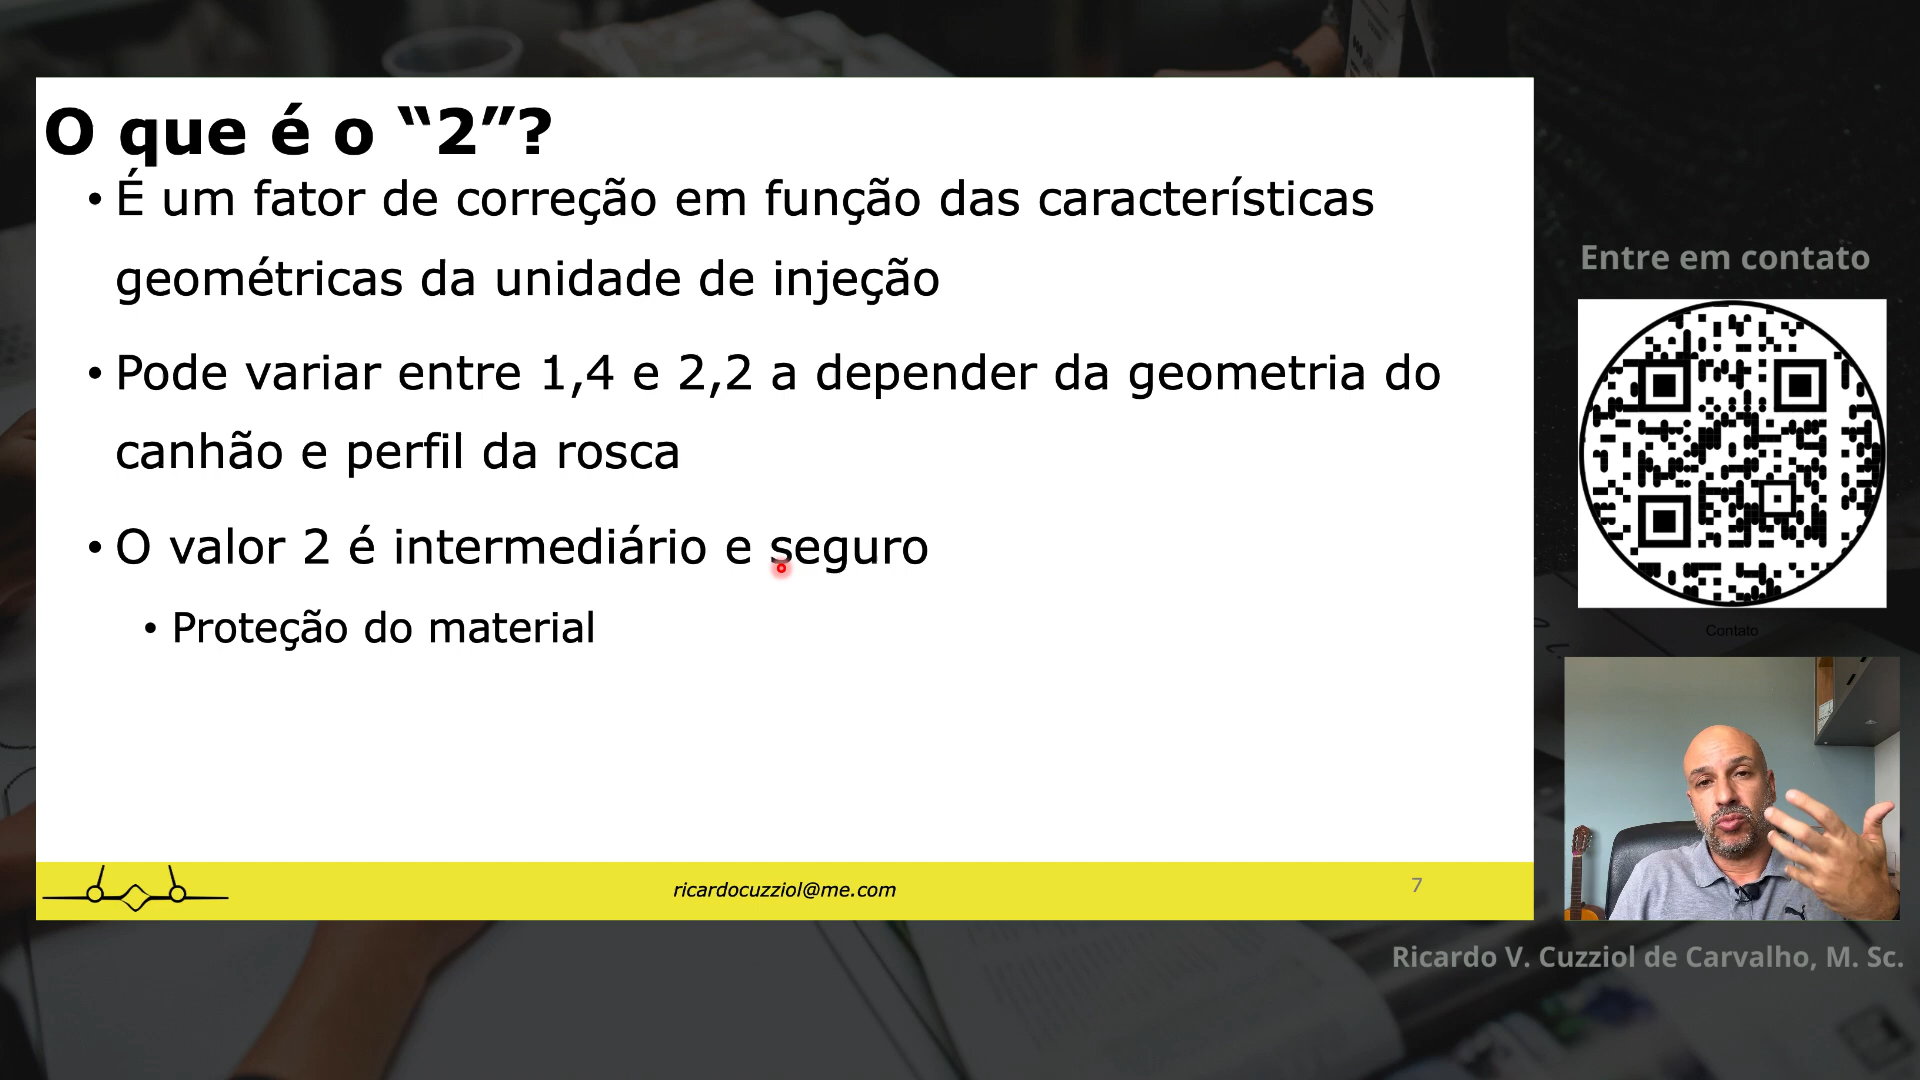 O que é o “2”?
• É um fator de correção em função das características
geométricas da unidade de injeção
• Pode variar entre 1,4 e 2,2 a depender da geometria do
canhão e perfil da rosca
• O valor 2 é intermediário e seguro
• Proteção do material
ricardocuzziol@me.com
7
Entre em contato
Contato
Ricardo V. Cuzziol de Carvalho, M. Sc.